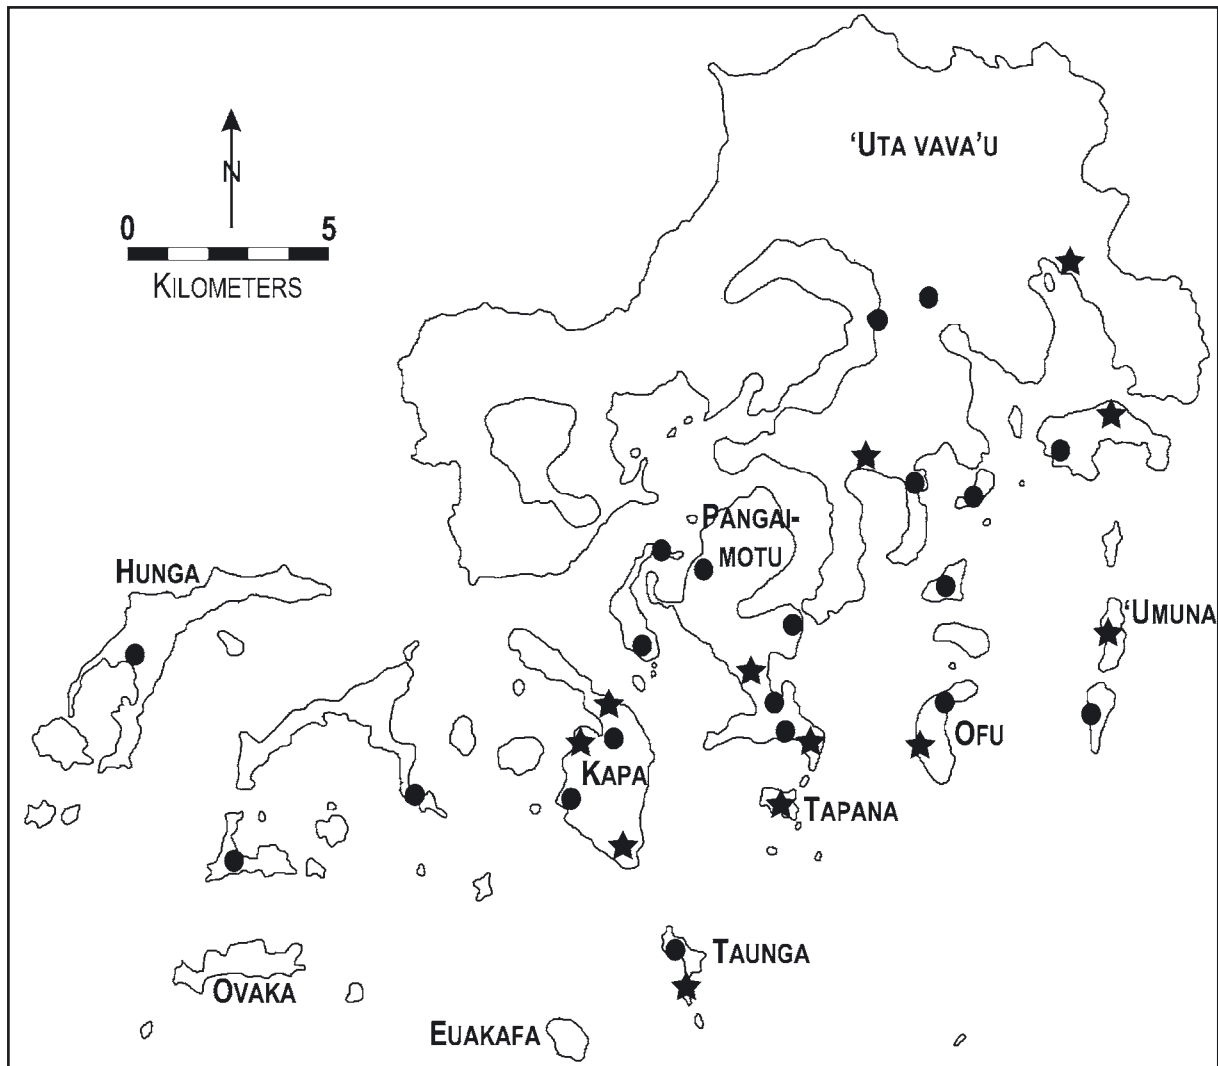 ‘UTA VAVA’U
N
0 5
KILOMETERS
PANGAI-
MOTU
HUNGA
‘UMUNA
OFU
KAPA
TAPANA
TAUNGA
OVAKA
EUAKAFA